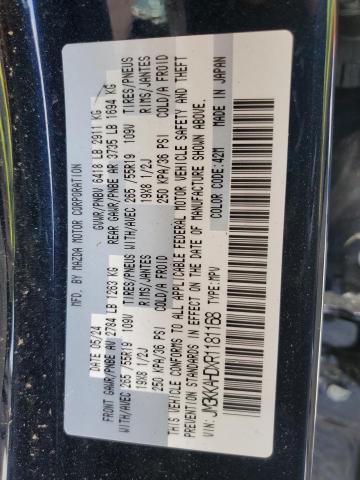 MFD. BY MAZDA MOTOR CORPORATION
DATE 05/24 GVWR/PNBV 6418 LB 2911 KG
FRONT GAWR/PNBE AV 2784 LB 1263 KG REAR GAWR/PNBE AR 3735 LB 1694 KG
WITH/AVEC 265/55R19 109V TIRES/PNEUS WITH/AVEC 265/55R19 109V TIRES/PNEUS
19X8 1/2J RIMS/JANTES 19X8 1/2J RIMS/JANTES
250 KPA/36 PSI COLD/A FROID 250 KPA/36 PSI COLD/A FROID
THIS VEHICLE CONFORMS TO ALL APPLICABLE FEDERAL MOTOR VEHICLE SAFETY AND THEFT
PREVENTION STANDARDS IN EFFECT ON THE DATE OF MANUFACTURE SHOWN ABOVE.
VIN: JM3KKAHDXR1181168 TYPE:MPV COLOR CODE:42M MADE IN JAPAN